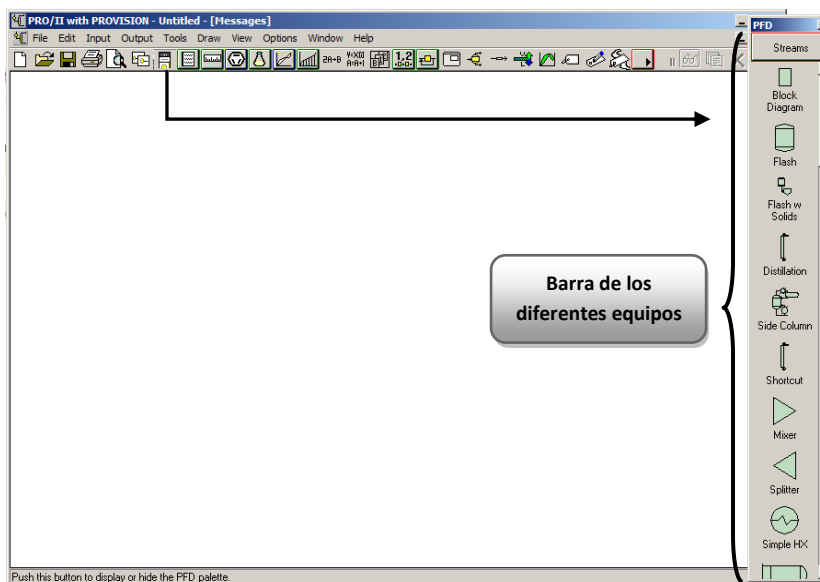 PRO/II with PROVISION - Untitled - [Messages]
File Edit Input Output Tools Draw View Options Window Help
PFD
Streams
Block
Diagram
Flash
Flash w
Solids
Distillation
Side Column
Shortcut
Mixer
Splitter
Simple HX
Barra de los
diferentes equipos
Push this button to display or hide the PFD palette.